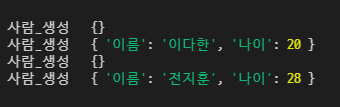 사람_생성 {}
사람_생성 { '이름': '이다한', '나이': 20 }
사람_생성 {}
사람_생성 { '이름': '전지훈', '나이': 28 }